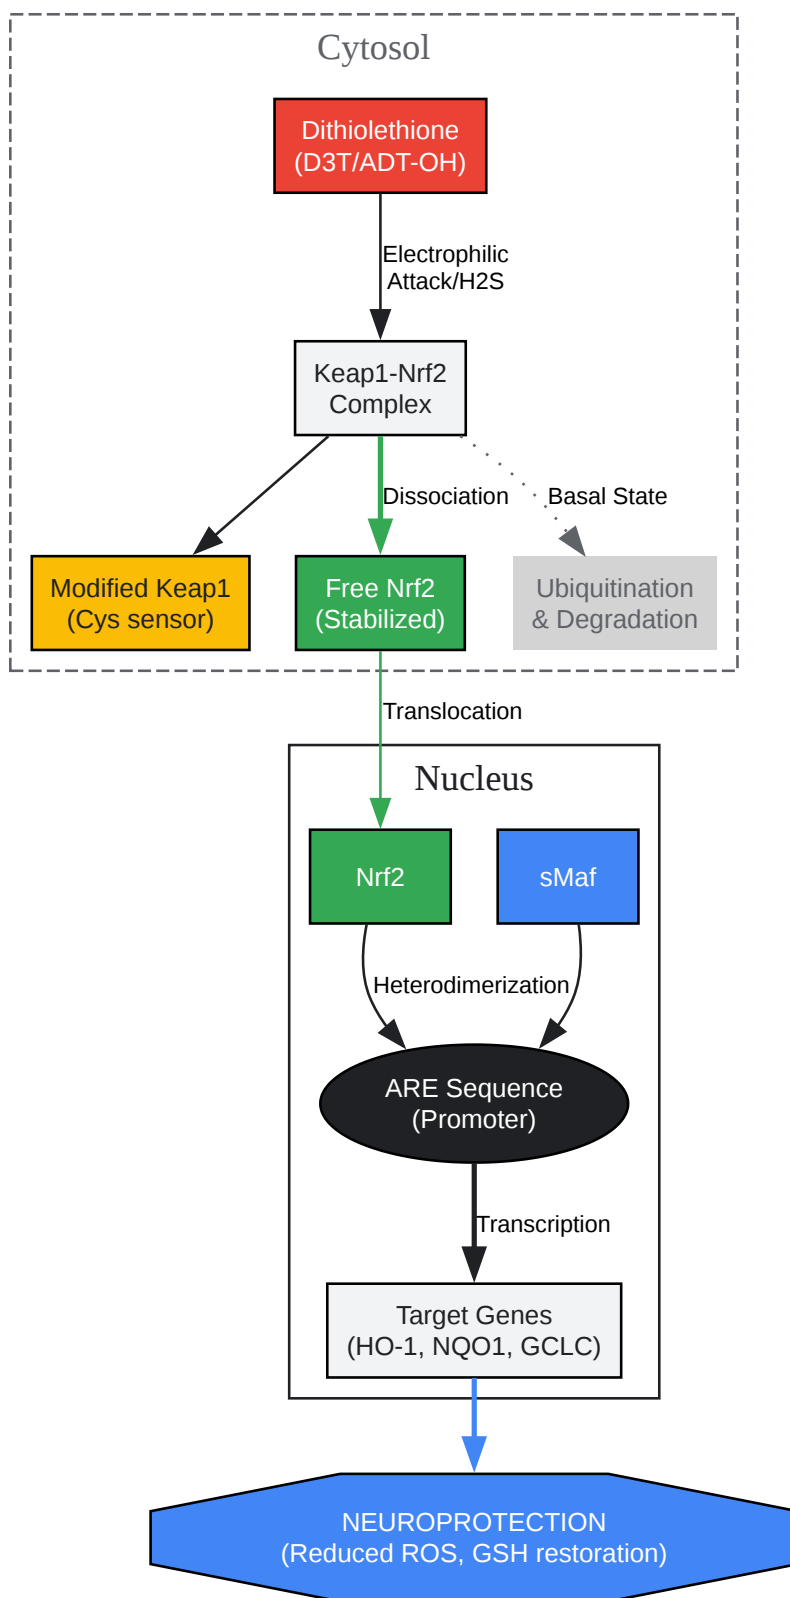 Cytosol
Dithiolethione
(D3T/ADT-OH)
Electrophilic
Attack/H2S
Keap1-Nrf2
Complex
Dissociation
Basal State
Modified Keap1
(Cys sensor)
Free Nrf2
(Stabilized)
Ubiquitination
& Degradation
Translocation
Nucleus
Nrf2
sMaf
Heterodimerization
ARE Sequence
(Promoter)
Transcription
Target Genes
(HO-1, NQO1, GCLC)
NEUROPROTECTION
(Reduced ROS, GSH restoration)